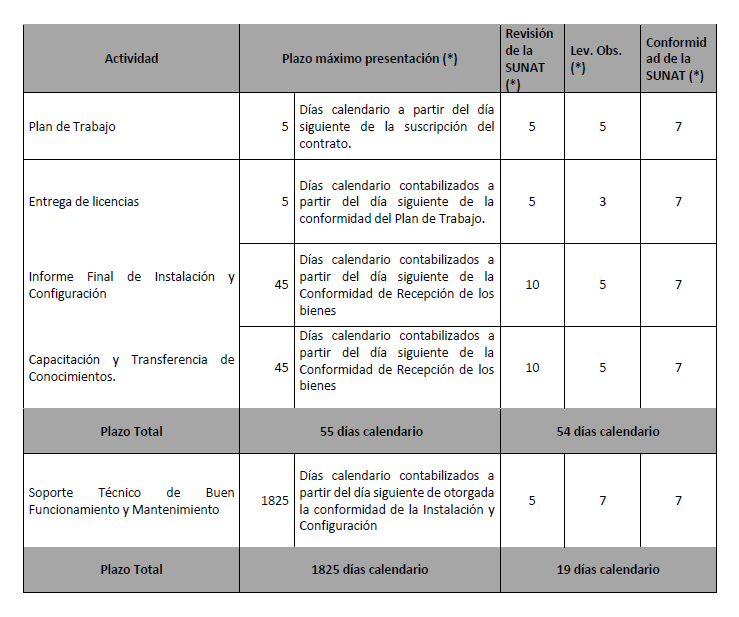 Actividad
Plazo máximo presentación (*)
Revisión
de la
SUNAT
(*)
Lev. Obs.
(*)
Conformid
ad de la
SUNAT (*)
Plan de Trabajo
5
Días calendario a partir del día
siguiente de la suscripción del
contrato.
5
5
7
Entrega de licencias
5
Días calendario contabilizados a
partir del día siguiente de la
conformidad del Plan de Trabajo.
5
3
7
Informe Final de Instalación y
Configuración
45
Días calendario contabilizados a
partir del día siguiente de la
Conformidad de Recepción de los
bienes
10
5
7
Capacitación y Transferencia de
Conocimientos.
45
Días calendario contabilizados a
partir del día siguiente de la
Conformidad de Recepción de los
bienes
10
5
7
Plazo Total
55 días calendario
54 días calendario
Soporte Técnico de Buen
Funcionamiento y Mantenimiento
1825
Días calendario contabilizados a
partir del día siguiente de otorgada
la conformidad de la Instalación y
Configuración
5
7
7
Plazo Total
1825 días calendario
19 días calendario